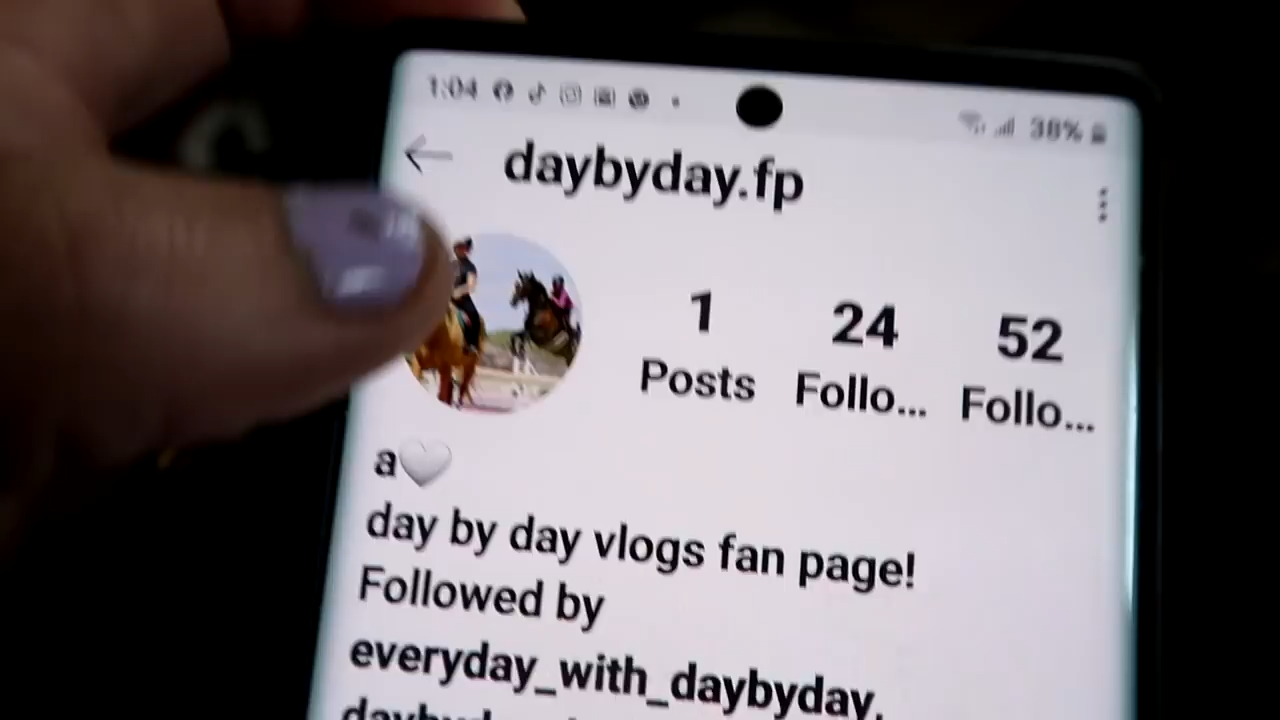 1:04
38%
daybyday.fp
1 24 52
Posts Follo... Follo...
a🤍
day by day vlogs fan page!
Followed by
everyday_with_daybyday,